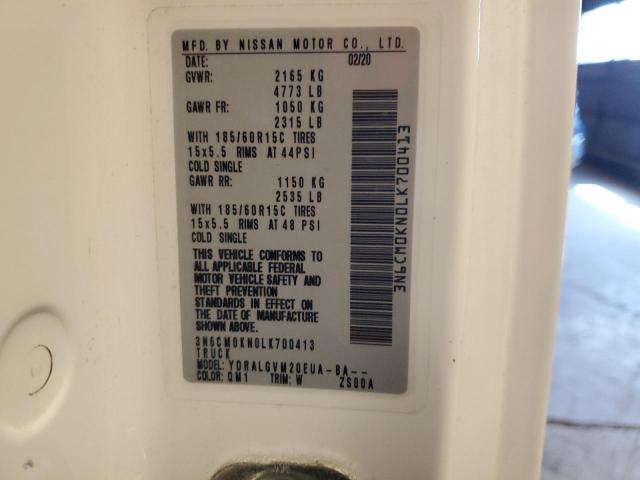 MFD. BY NISSAN MOTOR CO., LTD.
DATE: 02/20
GVWR: 2165 KG
4773 LB
GAWR FR: 1050 KG
2315 LB
WITH 185/60R15C TIRES
15x5.5 RIMS AT 44PSI
COLD SINGLE
GAWR RR: 1150 KG
2535 LB
WITH 185/60R15C TIRES
15x5.5 RIMS AT 48 PSI
COLD SINGLE
THIS VEHICLE CONFORMS TO
ALL APPLICABLE FEDERAL
MOTOR VEHICLE SAFETY AND
THEFT PREVENTION
STANDARDS IN EFFECT ON
THE DATE OF MANUFACTURE
SHOWN ABOVE.
3N6CM0KN0LK700413
TRUCK
MODEL: YDRALGVM20EUA-BA--
COLOR: QM1 TRIM: W ZS00A
3N6CM0KN0LK700413